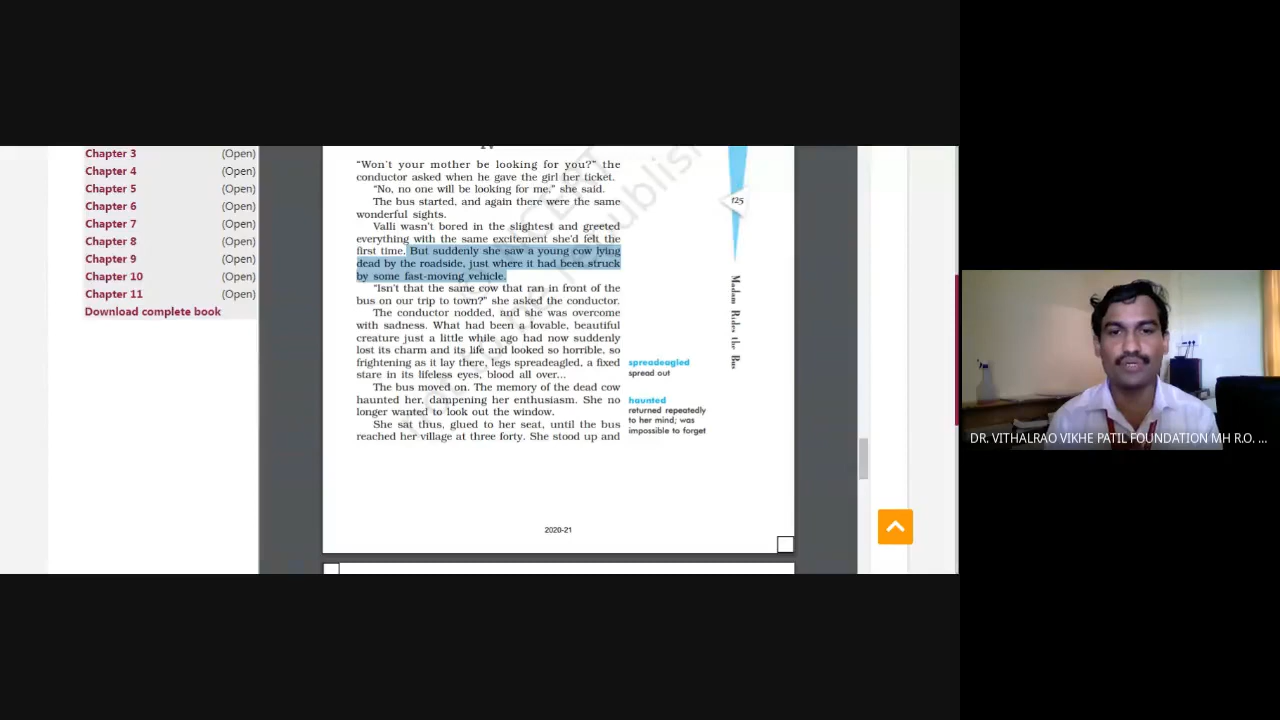 Chapter 3 (Open)
Chapter 4 (Open)
Chapter 5 (Open)
Chapter 6 (Open)
Chapter 7 (Open)
Chapter 8 (Open)
Chapter 9 (Open)
Chapter 10 (Open)
Chapter 11 (Open)
Download complete book
“Won't your mother be looking for you?” the
conductor asked when he gave the girl her ticket.
“No, no one will be looking for me,” she said.
The bus started, and again there were the same
wonderful sights.
Valli wasn't bored in the slightest and greeted
everything with the same excitement she'd felt the
first time. But suddenly she saw a young cow lying
dead by the roadside, just where it had been struck
by some fast-moving vehicle.
“Isn't that the same cow that ran in front of the
bus on our trip to town?” she asked the conductor.
The conductor nodded, and she was overcome
with sadness. What had been a lovable, beautiful
creature just a little while ago had now suddenly
lost its charm and its life and looked so horrible, so
frightening as it lay there, legs spreadeagled, a fixed
stare in its lifeless eyes, blood all over...
The bus moved on. The memory of the dead cow
haunted her, dampening her enthusiasm. She no
longer wanted to look out the window.
She sat thus, glued to her seat, until the bus
reached her village at three forty. She stood up and
spreadeagled
spread out
haunted
returned repeatedly
to her mind; was
impossible to forget
125
Madam Rides the Bus
2020-21
DR. VITHALRAO VIKHE PATIL FOUNDATION MH R.O. ...